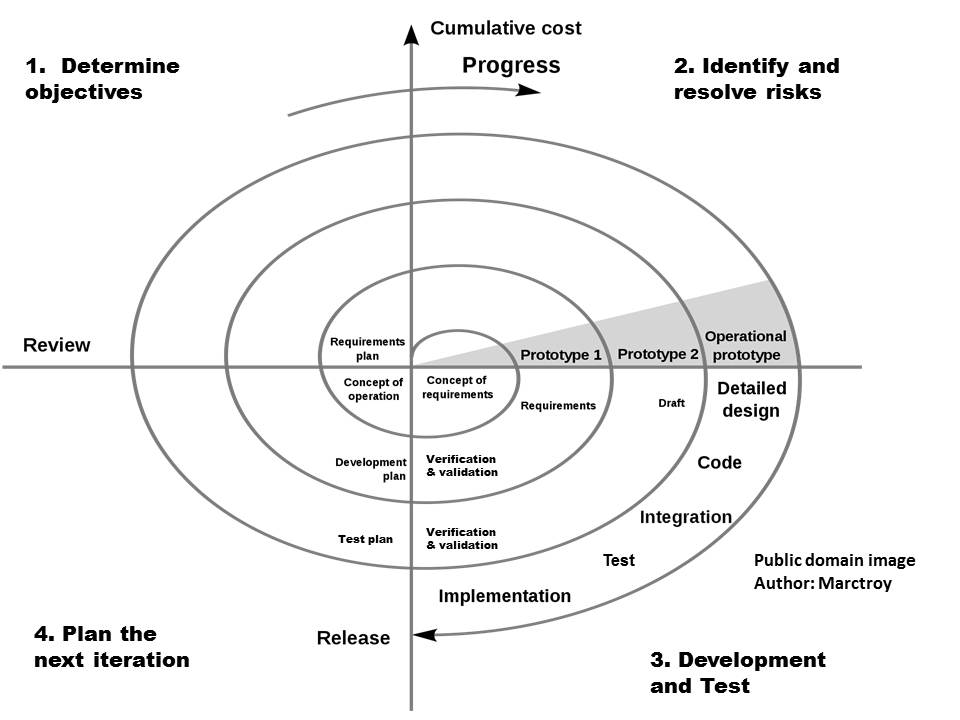 Cumulative cost
Progress
1. Determine
objectives
2. Identify and
resolve risks
Review
Requirements
plan
Prototype 1
Prototype 2
Operational
prototype
Concept of
operation
Concept of
requirements
Requirements
Draft
Detailed
design
Development
plan
Verification
& validation
Code
Test plan
Verification
& validation
Integration
Test
Implementation
Public domain image
Author: Marctroy
Release
4. Plan the
next iteration
3. Development
and Test